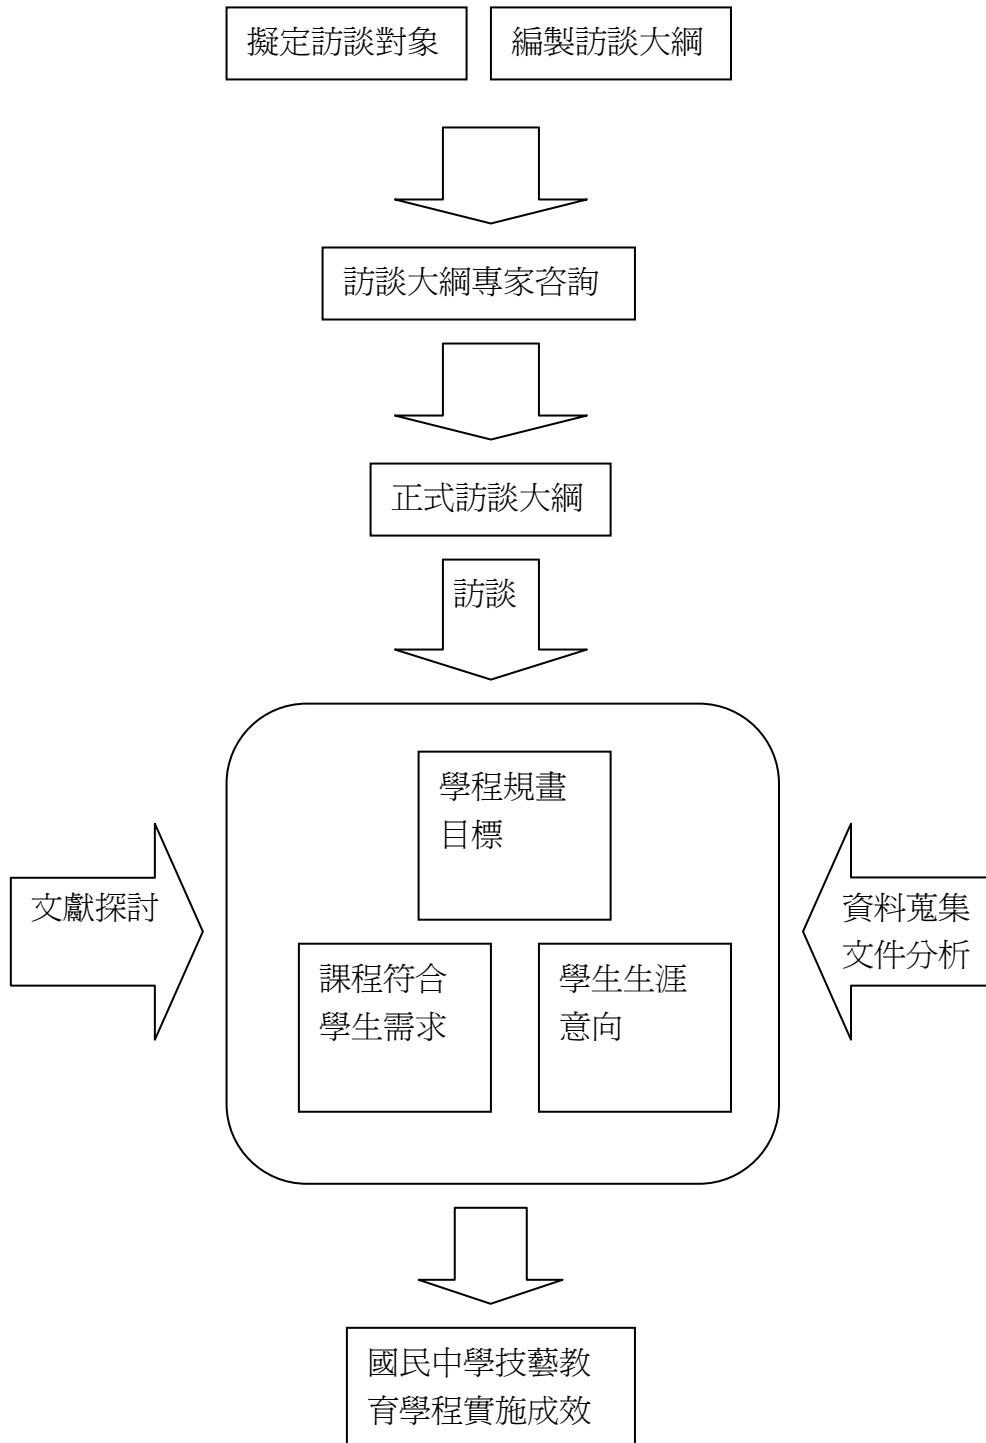 擬定訪談對象
編製訪談大綱
訪談大綱專家咨詢
正式訪談大綱
訪談
學程規畫
目標
文獻探討
資料蒐集
文件分析
課程符合
學生需求
學生生涯
意向
國民中學技藝教
育學程實施成效